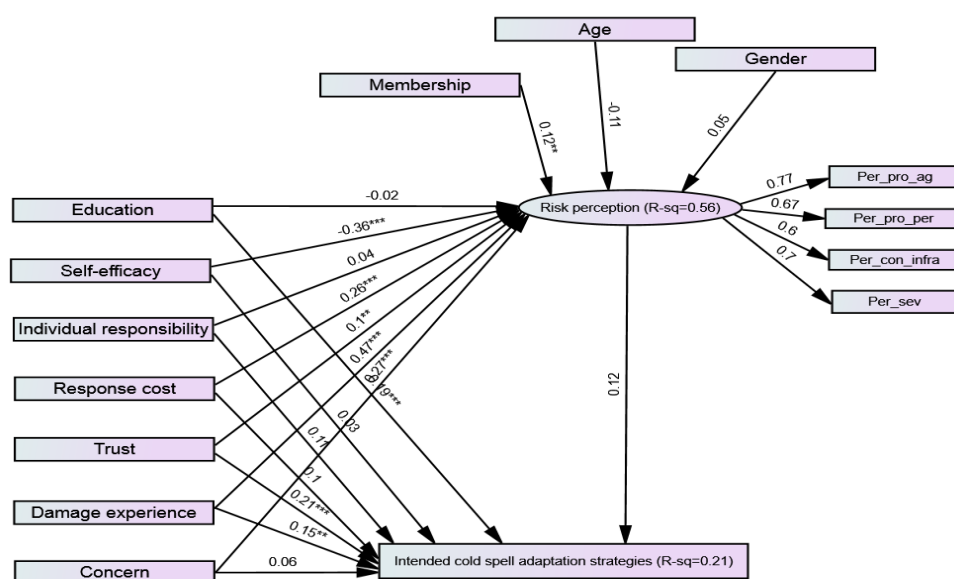 Age
Gender
Membership
-0.11
0.05
0.12**
0.77
Per_pro_ag
Education
-0.02
Risk perception (R-sq=0.56)
0.67
Per_pro_per
-0.36***
0.6
Self-efficacy
0.04
Per_con_infra
0.7
0.26***
Per_sev
Individual responsibility
0.1**
0.47***
0.27***
Response cost
0.19***
0.12
0.03
0.11
Trust
0.1
0.21***
Damage experience
0.15**
0.06
Intended cold spell adaptation strategies (R-sq=0.21)
Concern